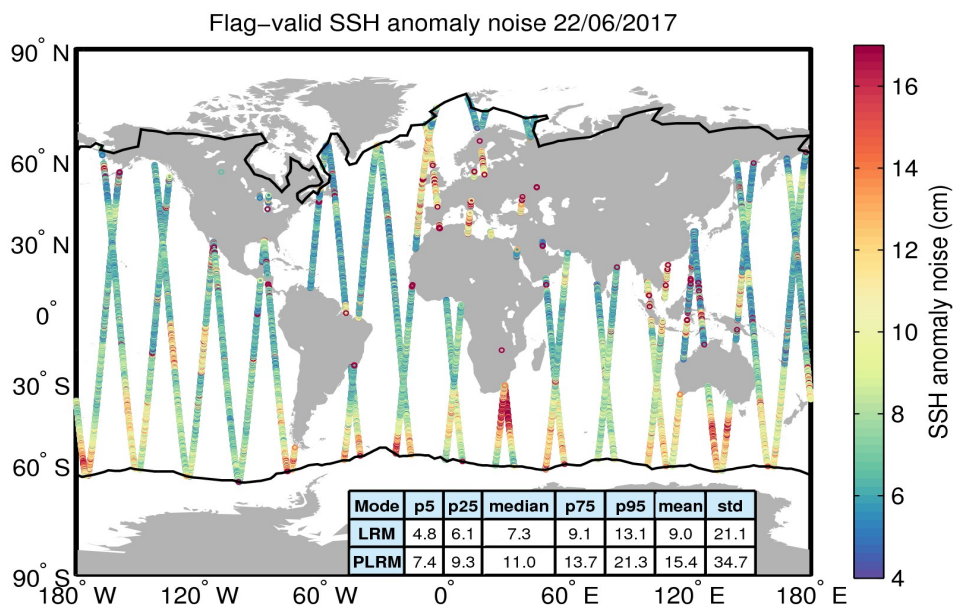 Flag−valid SSH anomaly noise 22/06/2017
90° N
60° N
30° N
0°
30° S
60° S
90° S
180° W 120° W 60° W 0° 60° E 120° E 180° E
Mode p5 p25 median p75 p95 mean std
LRM 4.8 6.1 7.3 9.1 13.1 9.0 21.1
PLRM 7.4 9.3 11.0 13.7 21.3 15.4 34.7
16
14
12
10
8
6
4
SSH anomaly noise (cm)